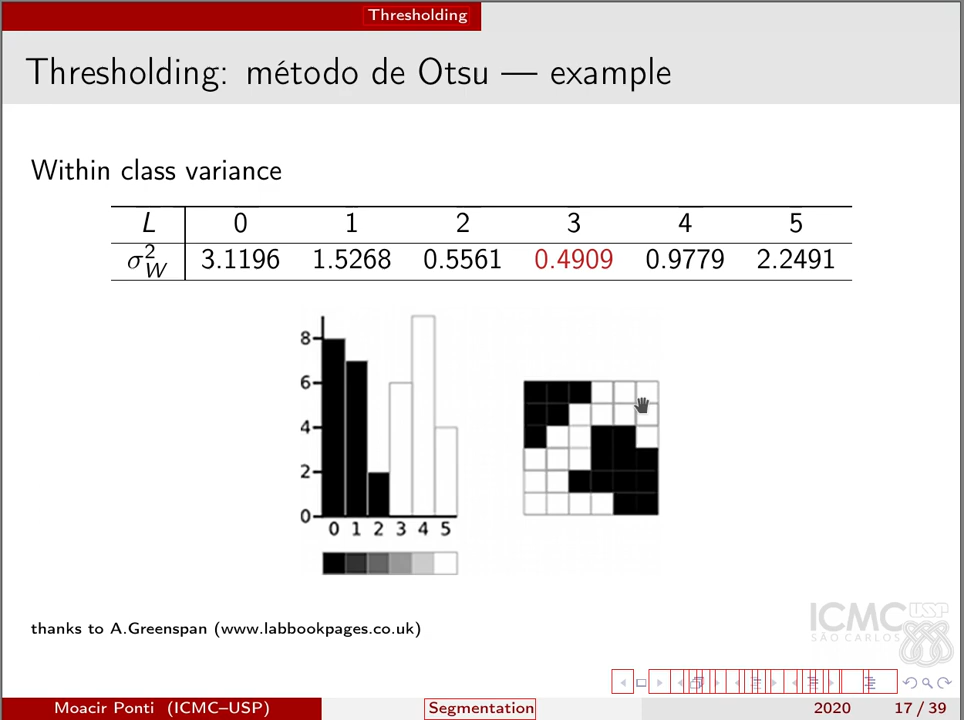 Thresholding
Thresholding: método de Otsu — example
Within class variance
L 0 1 2 3 4 5
σ²_W 3.1196 1.5268 0.5561 0.4909 0.9779 2.2491
8
6
4
2
0
0 1 2 3 4 5
thanks to A.Greenspan (www.labbookpages.co.uk)
ICMC USP
SÃO CARLOS
Moacir Ponti (ICMC–USP) Segmentation 2020 17 / 39